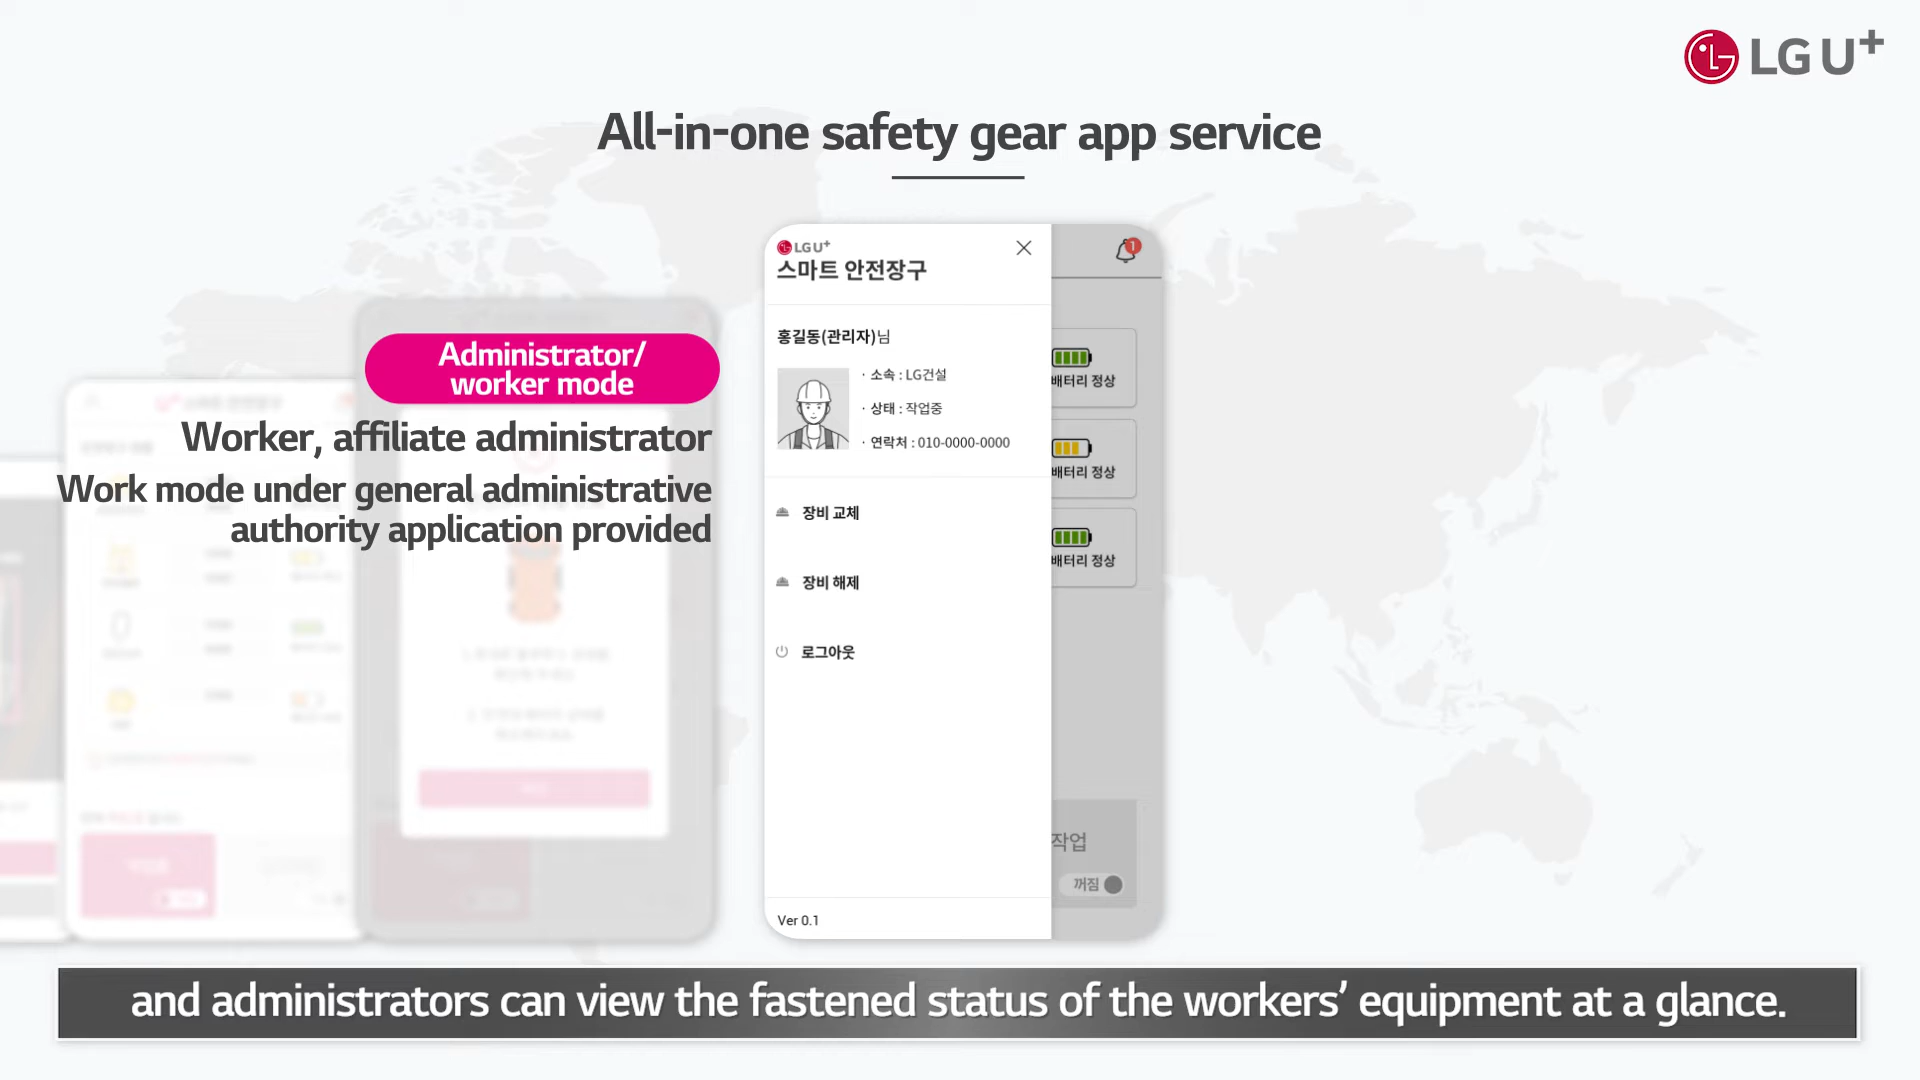 LG U+
All-in-one safety gear app service
Administrator/
worker mode
Worker, affiliate administrator
Work mode under general administrative
authority application provided
LG U+
스마트 안전장구
홍길동(관리자)님
· 소속 : LG건설
· 상태 : 작업중
· 연락처 : 010-0000-0000
장비 교체
장비 해제
로그아웃
Ver 0.1
1
배터리 정상
배터리 정상
배터리 정상
작업
꺼짐
and administrators can view the fastened status of the workers’ equipment at a glance.